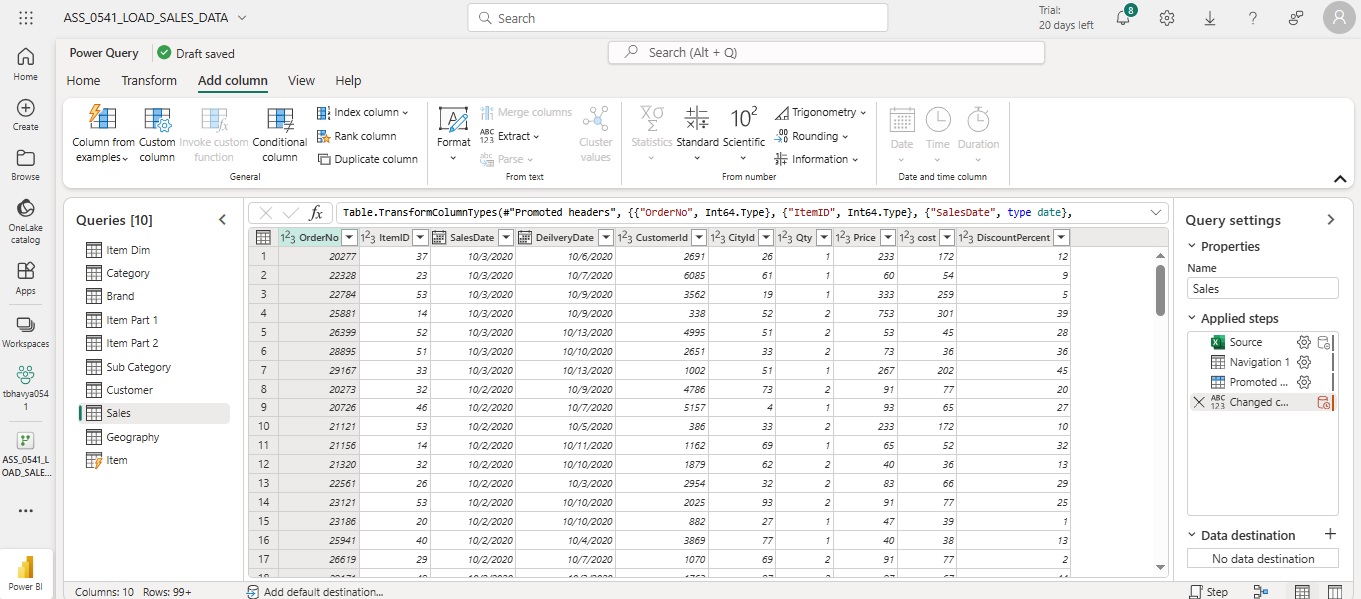 ASS_0541_LOAD_SALES_DATA
Search
Trial:
20 days left
8
Home
Create
Browse
OneLake
catalog
Apps
Workspaces
tbhavya054
1
ASS_0541_L
OAD_SALE...
Power BI
Power Query
Draft saved
Search (Alt + Q)
Home Transform Add column View Help
Column from
examples
Custom
column
Invoke custom
function
Conditional
column
Index column
Rank column
Duplicate column
General
Format
Merge columns
ABC
123 Extract
abc Parse
Cluster
values
From text
Statistics
Standard
10² Scientific
Trigonometry
.00 Rounding
Information
From number
Date
Time
Duration
Date and time column
Queries [10]
Item Dim
Category
Brand
Item Part 1
Item Part 2
Sub Category
Customer
Sales
Geography
Item
fx Table.TransformColumnTypes(#"Promoted headers", {{"OrderNo", Int64.Type}, {"ItemID", Int64.Type}, {"SalesDate", type date},
1²3 OrderNo 1²3 ItemID SalesDate DeilveryDate 1²3 CustomerId 1²3 CityId 1²3 Qty 1²3 Price 1²3 cost 1²3 DiscountPercent
1 20277 37 10/3/2020 10/6/2020 2691 26 1 233 172 12
2 22328 23 10/3/2020 10/7/2020 6085 61 1 60 54 9
3 22784 53 10/3/2020 10/9/2020 3562 19 1 333 259 5
4 25881 14 10/3/2020 10/9/2020 338 52 2 753 301 39
5 26399 52 10/3/2020 10/13/2020 4995 51 2 53 45 28
6 28895 51 10/3/2020 10/10/2020 2651 33 2 73 36 36
7 29167 33 10/3/2020 10/13/2020 1002 51 1 267 202 45
8 20273 32 10/2/2020 10/9/2020 4786 73 2 91 77 20
9 20726 46 10/2/2020 10/7/2020 5157 4 1 93 65 27
10 21121 53 10/2/2020 10/5/2020 386 33 2 233 172 10
11 21156 14 10/2/2020 10/11/2020 1162 69 1 65 52 32
12 21320 32 10/2/2020 10/10/2020 1879 62 2 40 36 13
13 22561 26 10/2/2020 10/3/2020 2954 32 2 83 66 29
14 23121 53 10/2/2020 10/10/2020 2025 93 2 91 77 25
15 23186 20 10/2/2020 10/10/2020 882 27 1 47 39 1
16 25941 40 10/2/2020 10/4/2020 3869 77 1 40 38 13
17 26619 29 10/2/2020 10/7/2020 1070 69 2 91 77 2
Columns: 10 Rows: 99+
Add default destination...
Query settings
Properties
Name
Sales
Applied steps
Source
Navigation 1
Promoted ...
ABC
123 Changed c...
Data destination
No data destination
Step